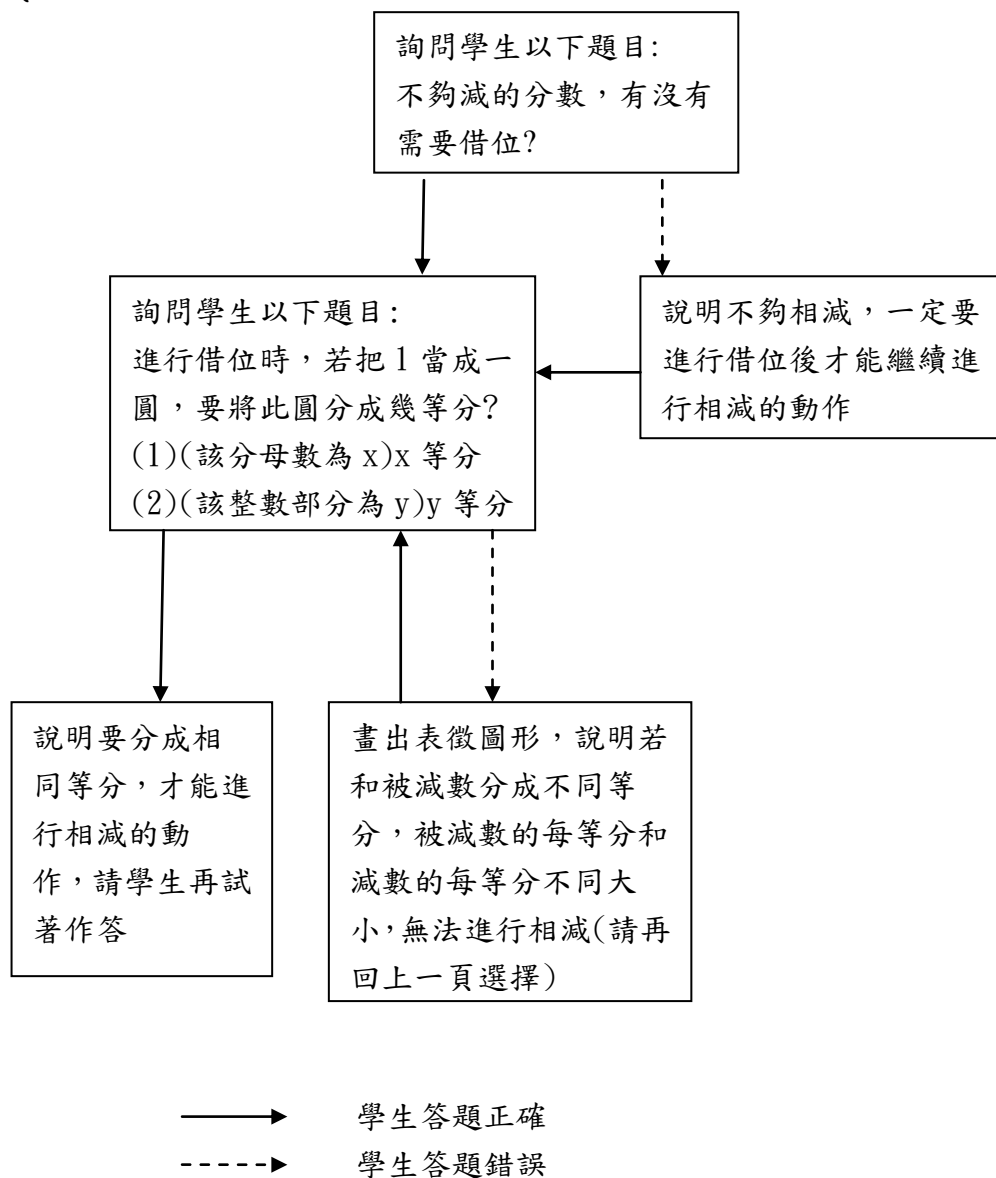 詢問學生以下題目:
不夠減的分數，有沒有
需要借位?
詢問學生以下題目:
進行借位時，若把 1 當成一
圓，要將此圓分成幾等分?
(1)(該分母數為 x)x 等分
(2)(該整數部分為 y)y 等分
說明不夠相減，一定要
進行借位後才能繼續進
行相減的動作
說明要分成相
同等分，才能進
行相減的動
作，請學生再試
著作答
畫出表徵圖形，說明若
和被減數分成不同等
分，被減數的每等分和
減數的每等分不同大
小，無法進行相減(請再
回上一頁選擇)
學生答題正確
學生答題錯誤